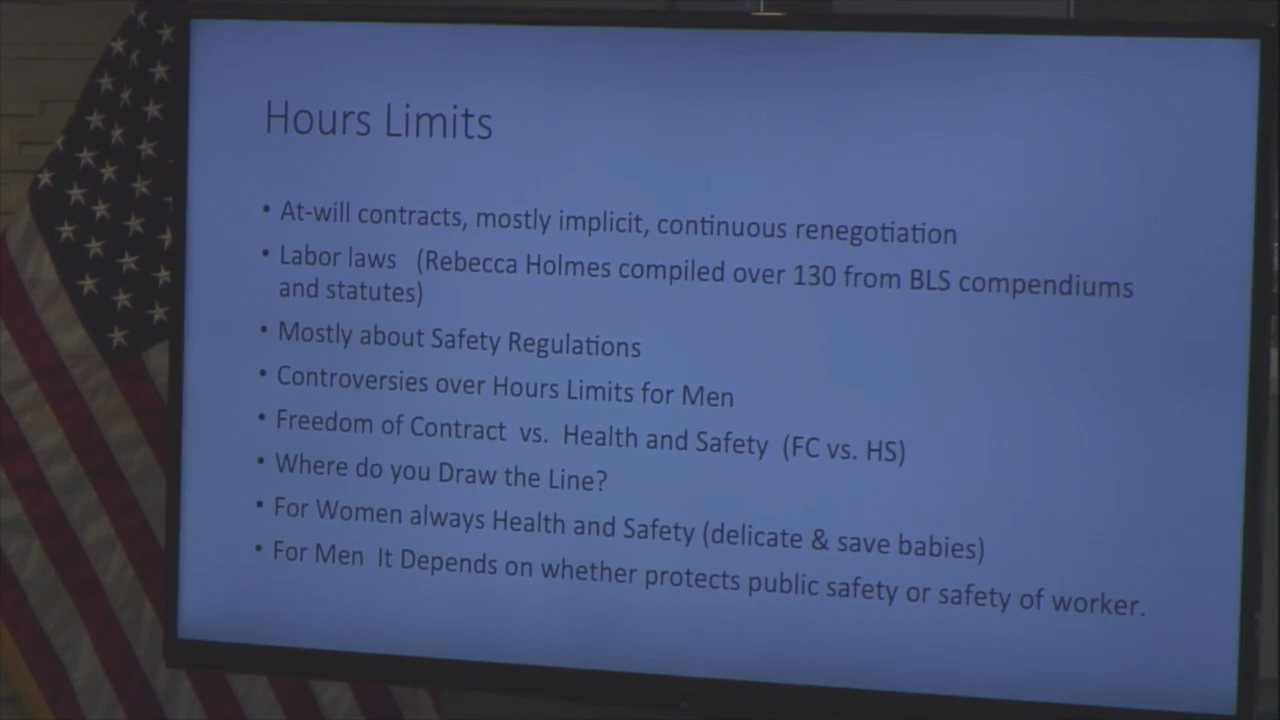 Hours Limits
• At-will contracts, mostly implicit, continuous renegotiation
• Labor laws (Rebecca Holmes compiled over 130 from BLS compendiums
and statutes)
• Mostly about Safety Regulations
• Controversies over Hours Limits for Men
• Freedom of Contract vs. Health and Safety (FC vs. HS)
• Where do you Draw the Line?
• For Women always Health and Safety (delicate & save babies)
• For Men It Depends on whether protects public safety or safety of worker.